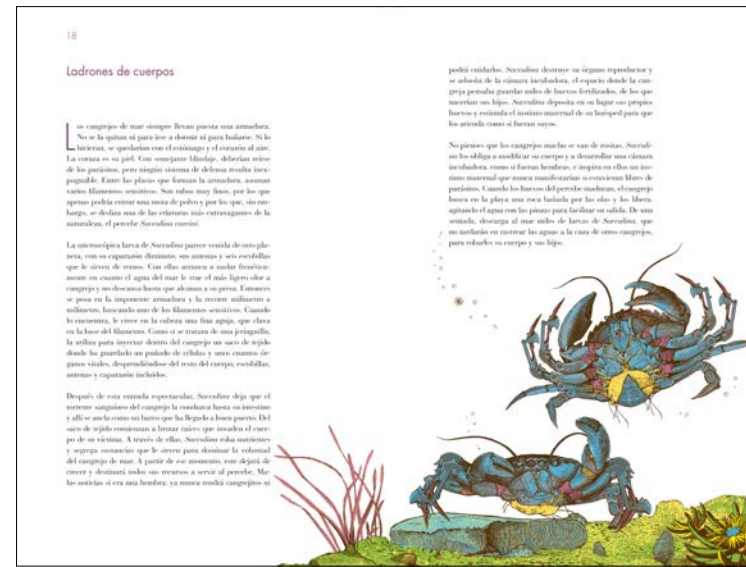 18
Ladrones de cuerpos
Los cangrejos de mar siempre llevan puesta una armadura.
No se la quitan ni para irse a dormir ni para bañarse. Si lo
hicieran, se quedarían con el estómago y el corazón al aire.
La coraza es su piel. Con semejante blindaje, deberían reírse
de los parásitos, pero ningún sistema de defensa resulta inex-
pugnable. Entre las placas que forman la armadura, asoman
varios filamentos sensitivos. Son tubos muy finos, por los que
apenas podría entrar una mota de polvo y por los que, sin em-
bargo, se desliza una de las criaturas más extravagantes de la
naturaleza, el percebe Sacculina carcini.
La microscópica larva de Sacculina parece venida de otro pla-
neta, con su caparazón diminuto, sus antenas y seis escobillas
que le sirven de remos. Con ellas arranca a nadar frenética-
mente en cuanto el agua del mar le trae el más ligero olor a
cangrejo y no descansa hasta que alcanza a su presa. Entonces
se posa en la imponente armadura y la recorre milímetro a
milímetro, buscando uno de los filamentos sensitivos. Cuando
lo encuentra, le crece en la cabeza una fina aguja, que clava
en la base del filamento. Como si se tratara de una jeringuilla,
la utiliza para inyectar dentro del cangrejo un saco de tejido
donde ha guardado un puñado de células y unos cuantos ór-
ganos vitales, desprendiéndose del resto del cuerpo, escobillas,
antenas y caparazón incluidos.
Después de esta entrada espectacular, Sacculina deja que el
torrente sanguíneo del cangrejo la conduzca hasta su intestino
y allí se ancla como un barco que ha llegado a buen puerto. Del
saco de tejido comienzan a brotar raíces que invaden el cuer-
po de su víctima. A través de ellas, Sacculina roba nutrientes
y segrega sustancias que le sirven para dominar la voluntad
del cangrejo de mar. A partir de ese momento, este dejará de
crecer y destinará todos sus recursos a servir al percebe. Ma-
las noticias si era una hembra: ya nunca tendrá cangrejitos ni
podrá cuidarlos. Sacculina destruye su órgano reproductor y
se adueña de la cámara incubadora, el espacio donde la can-
greja pensaba guardar miles de huevos fertilizados, de los que
nacerían sus hijos. Sacculina deposita en su lugar sus propios
huevos y estimula el instinto maternal de su huésped para que
los atienda como si fueran suyos.
No pienses que los cangrejos macho se van de rositas. Sacculi-
na los obliga a modificar su cuerpo y a desarrollar una cámara
incubadora, como si fueran hembras, e inspira en ellos un ins-
tinto maternal que nunca manifestarían si estuvieran libres de
parásitos. Cuando los huevos del percebe maduran, el cangrejo
busca en la playa una roca bañada por las olas y los libera,
agitando el agua con las pinzas para facilitar su salida. De una
sentada, descarga al mar miles de larvas de Sacculina, que
no tardarán en rastrear las aguas a la caza de otros cangrejos,
para robarles su cuerpo y sus hijos.